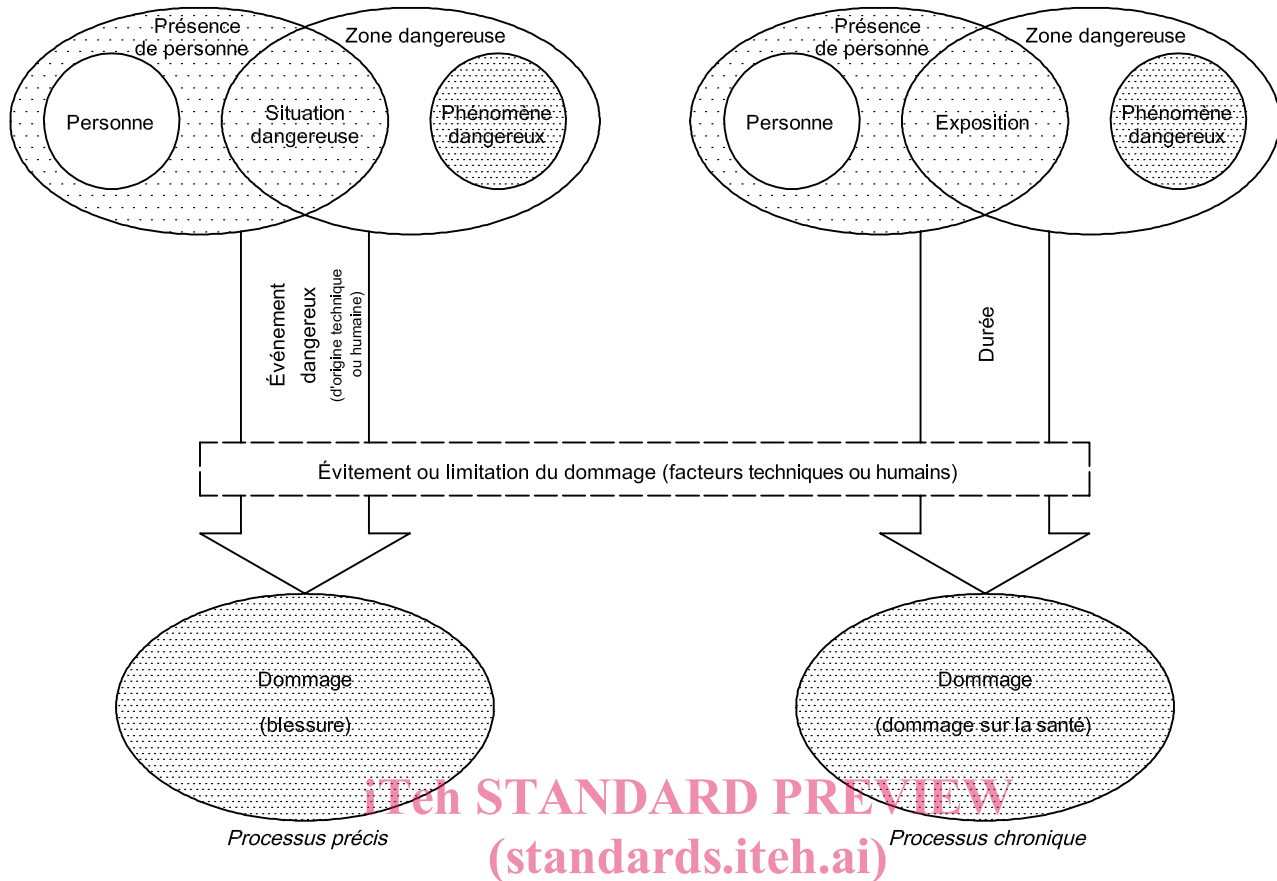 Présence
de personne
Zone dangereuse
Personne
Situation
dangereuse
Phénomène
dangereux
Présence
de personne
Zone dangereuse
Personne
Exposition
Phénomène
dangereux
Événement
dangereux
(d'origine technique
ou humaine)
Durée
Évitement ou limitation du dommage (facteurs techniques ou humains)
Dommage
(blessure)
Dommage
(dommage sur la santé)
iTeh STANDARD PREVIEW
Processus précis
Processus chronique
(standards.iteh.ai)